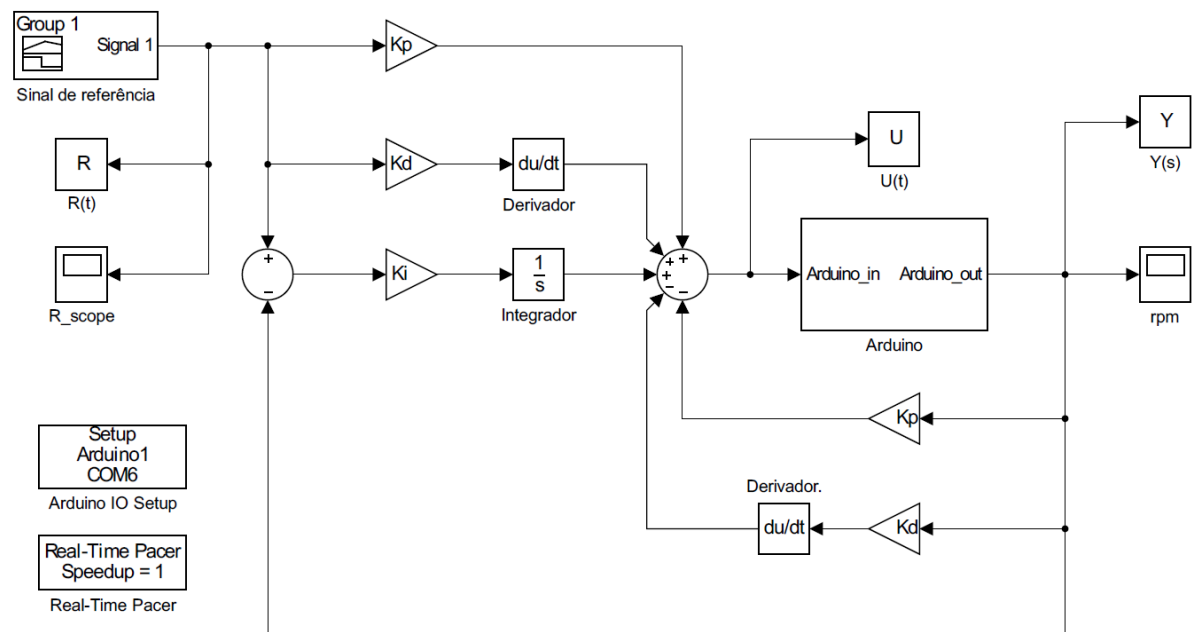 Group 1
Signal 1
Sinal de referência
Kp
R
R(t)
Kd
du/dt
Derivador
U
U(t)
Y
Y(s)
R_scope
+
−
Ki
1
s
Integrador
+
+
+
−
−
Arduino_in
Arduino_out
Arduino
rpm
Kp
Derivador.
du/dt
Kd
Setup
Arduino1
COM6
Arduino IO Setup
Real-Time Pacer
Speedup = 1
Real-Time Pacer